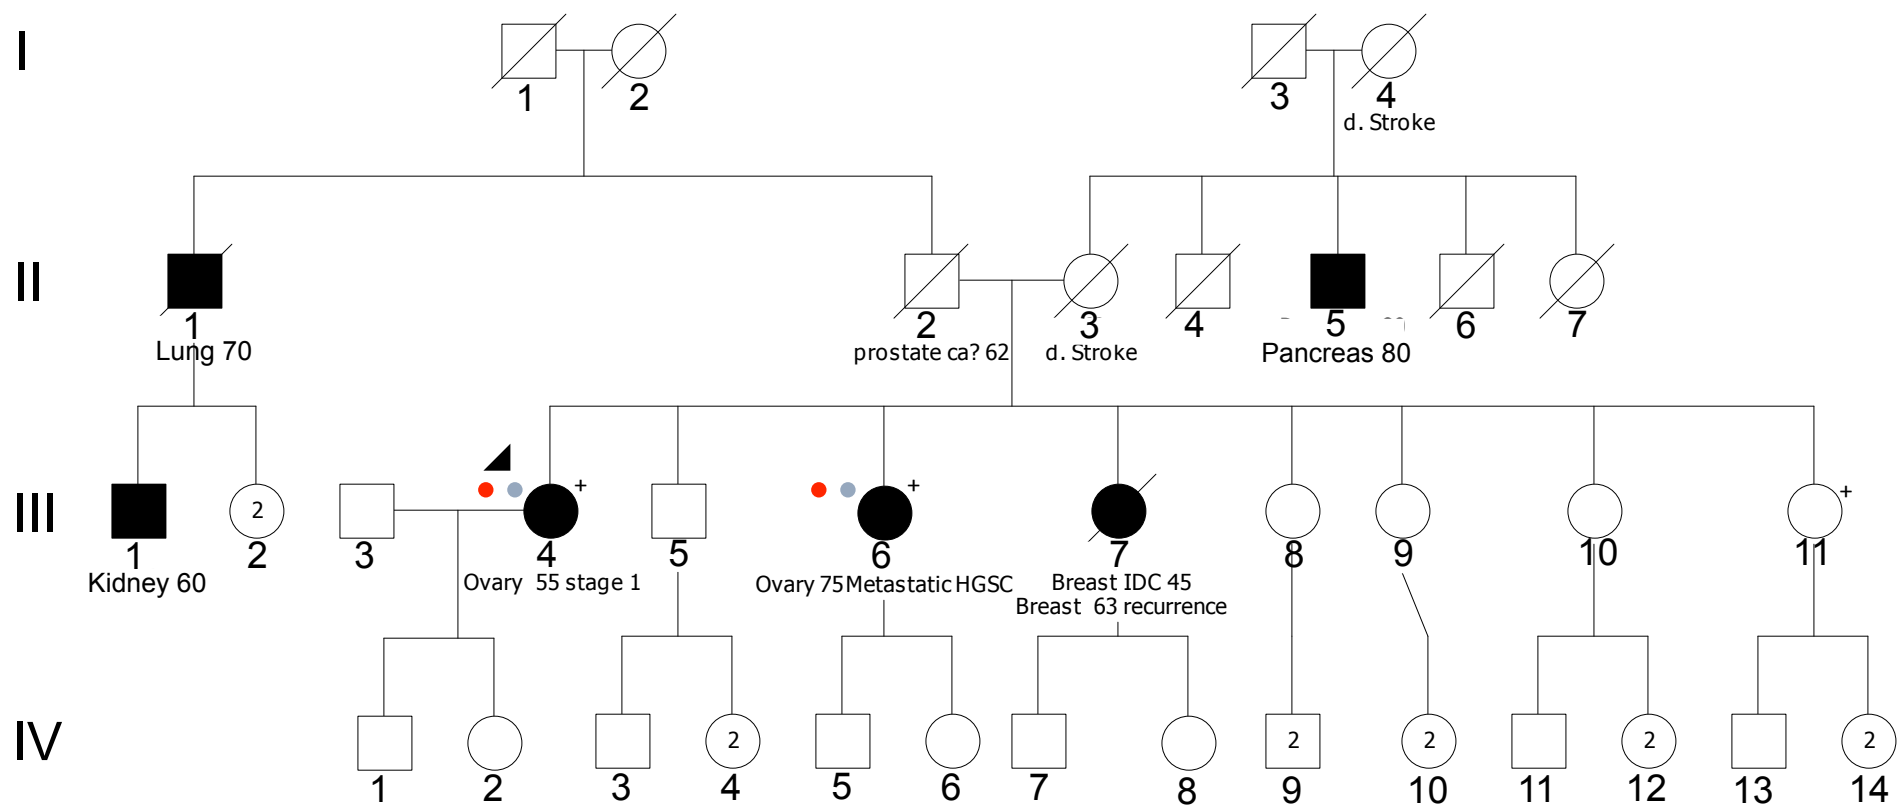 I
1 2 3 4
d. Stroke
II
1 2 3 4 5 6 7
Lung 70 prostate ca? 62 d. Stroke Pancreas 80
+ + +
III
2
1 2 3 4 5 6 7 8 9 10 11
Kidney 60 Ovary 55 stage 1 Ovary 75 Metastatic HGSC Breast IDC 45
Breast 63 recurrence
IV
2 2 2 2 2
1 2 3 4 5 6 7 8 9 10 11 12 13 14